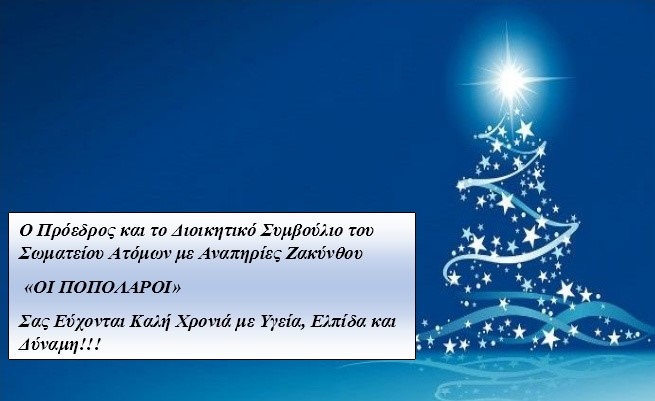 Ο Πρόεδρος και το Διοικητικό Συμβούλιο του
Σωματείου Ατόμων με Αναπηρίες Ζακύνθου
«ΟΙ ΠΟΠΟΛΑΡΟΙ»
Σας Εύχονται Καλή Χρονιά με Υγεία, Ελπίδα και
Δύναμη!!!